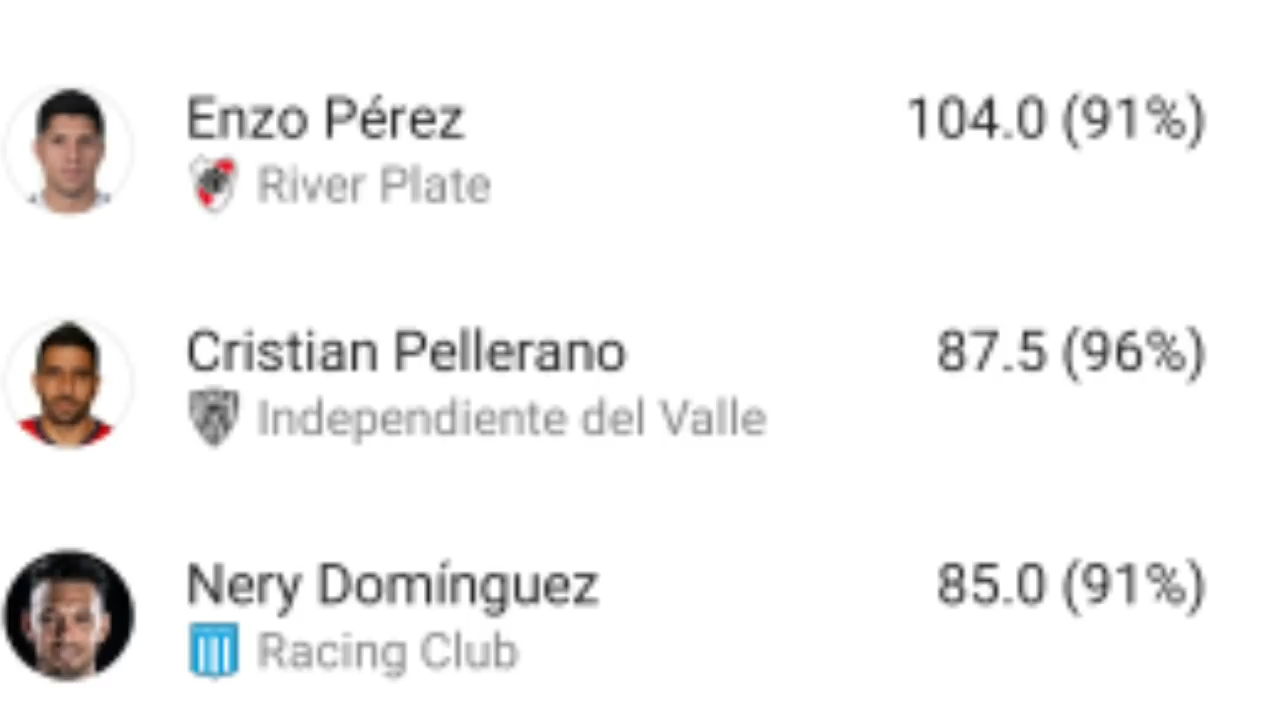 Enzo Pérez 104.0 (91%)
River Plate
Cristian Pellerano 87.5 (96%)
Independiente del Valle
Nery Domínguez 85.0 (91%)
Racing Club